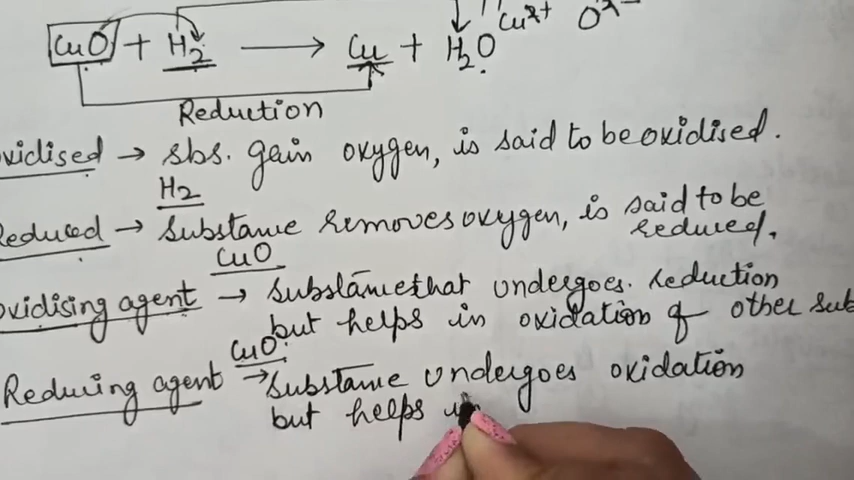 Cu²⁺ O²⁻
CuO + H₂ ⟶ Cu + H₂O
Reduction
oxidised → sbs. gain oxygen, is said to be oxidised.
H₂
Reduced → Substance removes oxygen, is said to be
reduced.
CuO
oxidising agent → Substance that undergoes. reduction
but helps in oxidation of other sub
CuO.
Reducing agent → Substance undergoes oxidation
but helps